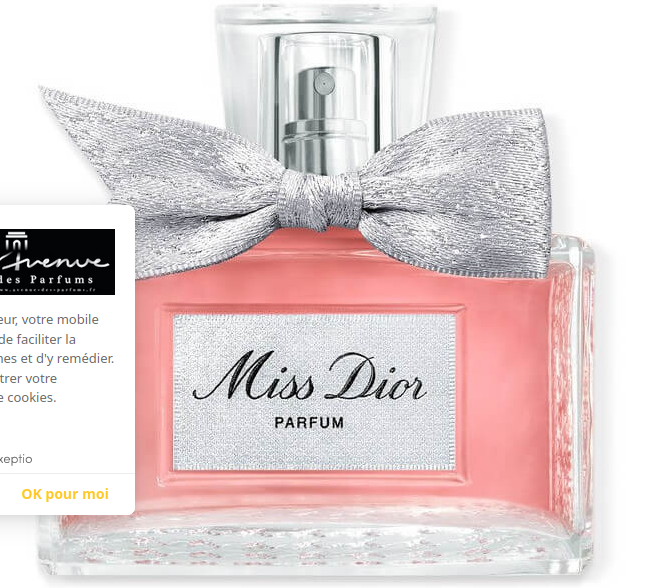 Avenue
des Parfums
www.avenuedesparfums.fr
eur, votre mobile
de faciliter la
nes et d'y remédier.
trer votre
e cookies.
xeptio
OK pour moi
Miss Dior
PARFUM